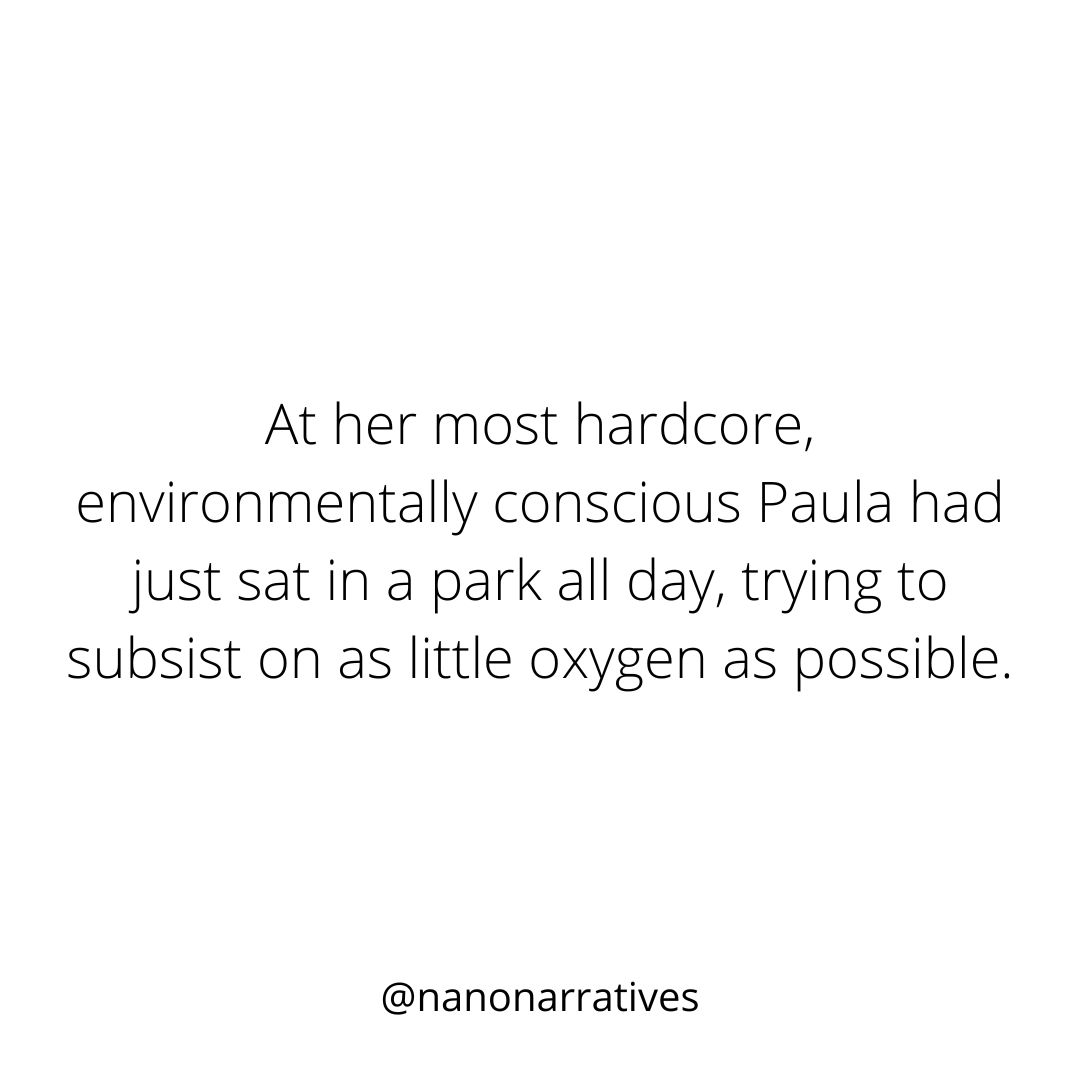 At her most hardcore,
environmentally conscious Paula had
just sat in a park all day, trying to
subsist on as little oxygen as possible.
@nanonarratives